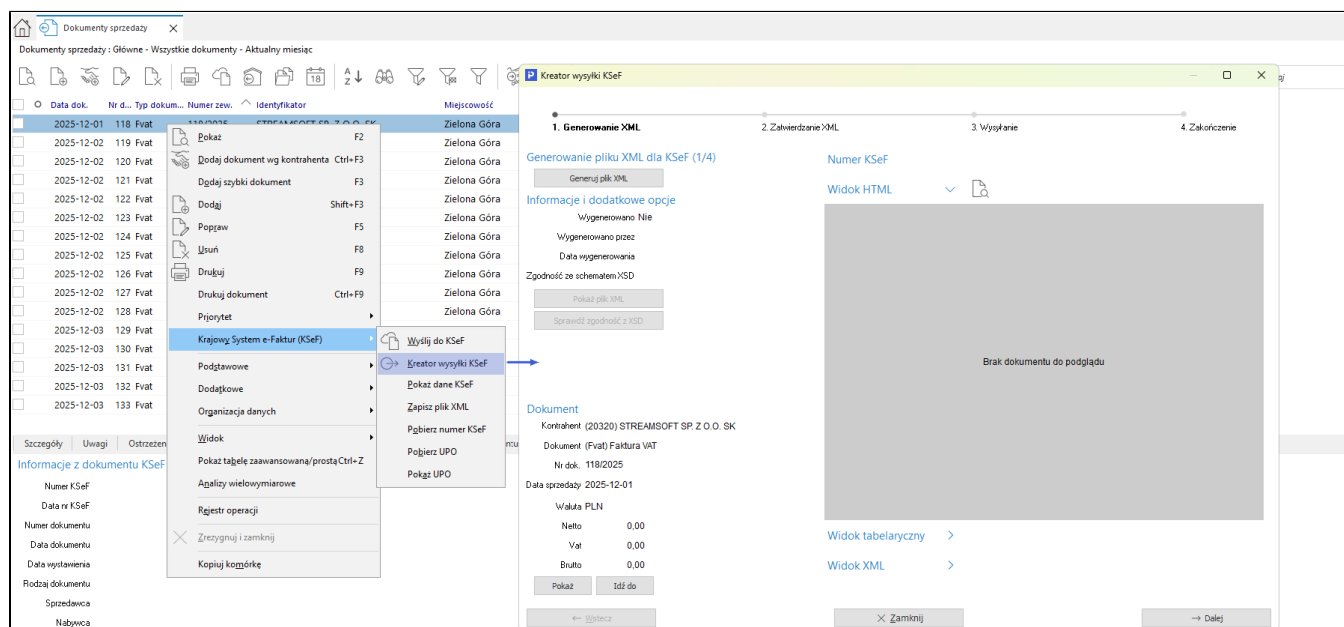 Dokumenty sprzedaży
Dokumenty sprzedaży : Główne - Wszystkie dokumenty - Aktualny miesiąc
18
A Z
Data dok. Nr d... Typ dokum... Numer zew. Identyfikator Miejscowość
2025-12-01 118 Fvat 118/2025 STREAMSOFT SP. Z O.O. SK Zielona Góra
2025-12-02 119 Fvat Zielona Góra
2025-12-02 120 Fvat Zielona Góra
2025-12-02 121 Fvat Zielona Góra
2025-12-02 122 Fvat Zielona Góra
2025-12-02 123 Fvat Zielona Góra
2025-12-02 124 Fvat Zielona Góra
2025-12-02 125 Fvat Zielona Góra
2025-12-02 126 Fvat Zielona Góra
2025-12-02 127 Fvat Zielona Góra
2025-12-02 128 Fvat Zielona Góra
2025-12-03 129 Fvat
2025-12-03 130 Fvat
2025-12-03 131 Fvat
2025-12-03 132 Fvat
2025-12-03 133 Fvat
Pokaż F2
Dodaj dokument wg kontrahenta Ctrl+F3
Dodaj szybki dokument F3
Dodaj Shift+F3
Popraw F5
Usuń F8
Drukuj F9
Drukuj dokument Ctrl+F9
Priorytet
Krajowy System e-Faktur (KSeF)
Podstawowe
Dodatkowe
Organizacja danych
Widok
Pokaż tabelę zaawansowaną/prostą Ctrl+Z
Analizy wielowymiarowe
Rejestr operacji
Zrezygnuj i zamknij
Kopiuj komórkę
Wyślij do KSeF
Kreator wysyłki KSeF
Pokaż dane KSeF
Zapisz plik XML
Pobierz numer KSeF
Pobierz UPO
Pokaż UPO
Szczegóły Uwagi
Informacje z dokumentu KSeF
Numer KSeF
Data nr KSeF
Numer dokumentu
Data dokumentu
Data wystawienia
Rodzaj dokumentu
Sprzedawca
Nabywca
Kreator wysyłki KSeF
1. Generowanie XML 2. Zatwierdzanie XML 3. Wysyłanie 4. Zakończenie
Generowanie pliku XML dla KSeF (1/4)
Generuj plik XML
Informacje i dodatkowe opcje
Wygenerowano Nie
Wygenerowano przez
Data wygenerowania
Zgodność ze schematem XSD
Pokaż plik XML
Sprawdź zgodność z XSD
Dokument
Kontrahent (20320) STREAMSOFT SP. Z O.O. SK
Dokument (Fvat) Faktura VAT
Nr dok. 118/2025
Data sprzedaży 2025-12-01
Waluta PLN
Netto 0,00
Vat 0,00
Brutto 0,00
Pokaż Idź do
Numer KSeF
Widok HTML
Brak dokumentu do podglądu
Widok tabelaryczny
Widok XML
← Wstecz Zamknij → Dalej